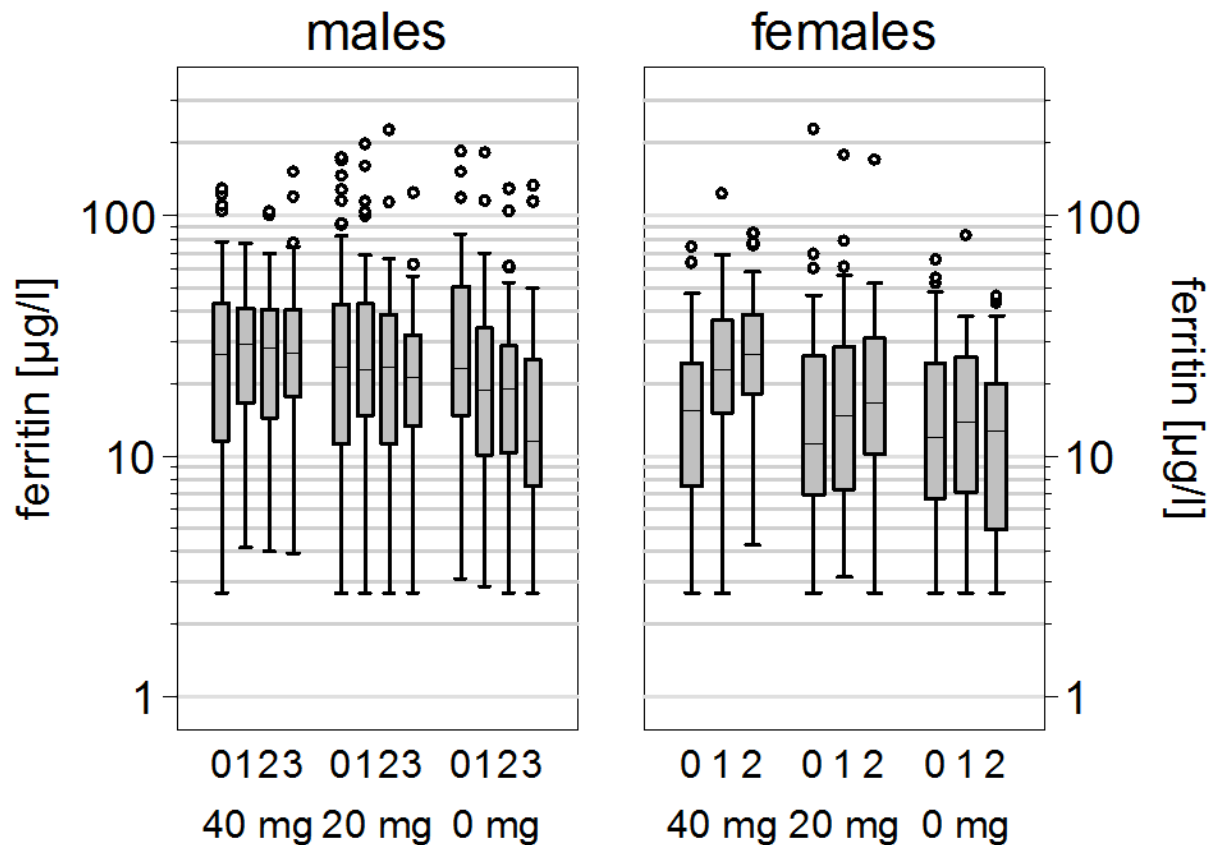 males
females
ferritin [µg/l]
100
10
1
100
10
1
ferritin [µg/l]
0123 0123 0123
40 mg 20 mg 0 mg
0 1 2 0 1 2 0 1 2
40 mg 20 mg 0 mg